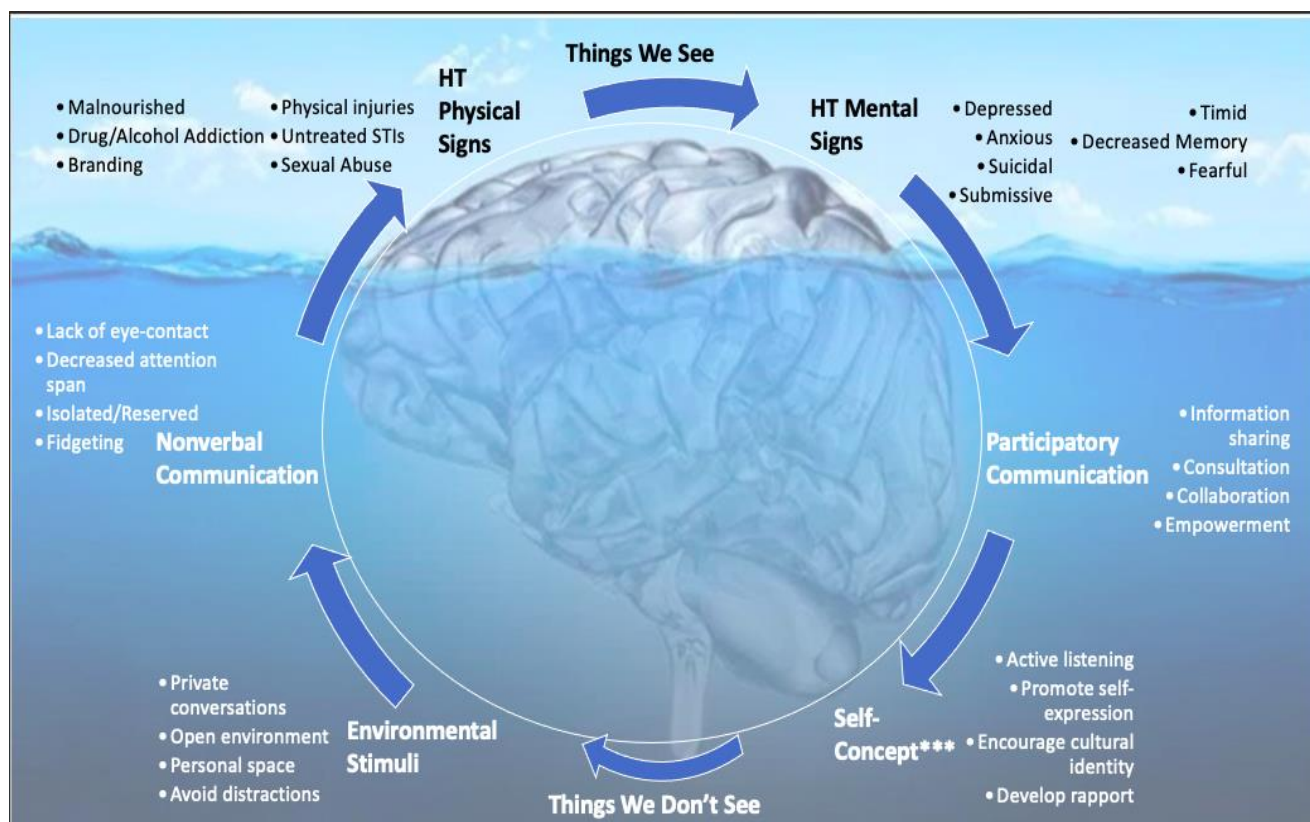 Things We See
HT
Physical
Signs
• Malnourished
• Drug/Alcohol Addiction
• Branding
• Physical injuries
• Untreated STIs
• Sexual Abuse
HT Mental
Signs
• Depressed
• Anxious
• Suicidal
• Submissive
• Timid
• Decreased Memory
• Fearful
Participatory
Communication
• Information
sharing
• Consultation
• Collaboration
• Empowerment
Self-
Concept***
• Active listening
• Promote self-
expression
• Encourage cultural
identity
• Develop rapport
Things We Don't See
Environmental
Stimuli
• Private
conversations
• Open environment
• Personal space
• Avoid distractions
Nonverbal
Communication
• Lack of eye-contact
• Decreased attention
span
• Isolated/Reserved
• Fidgeting